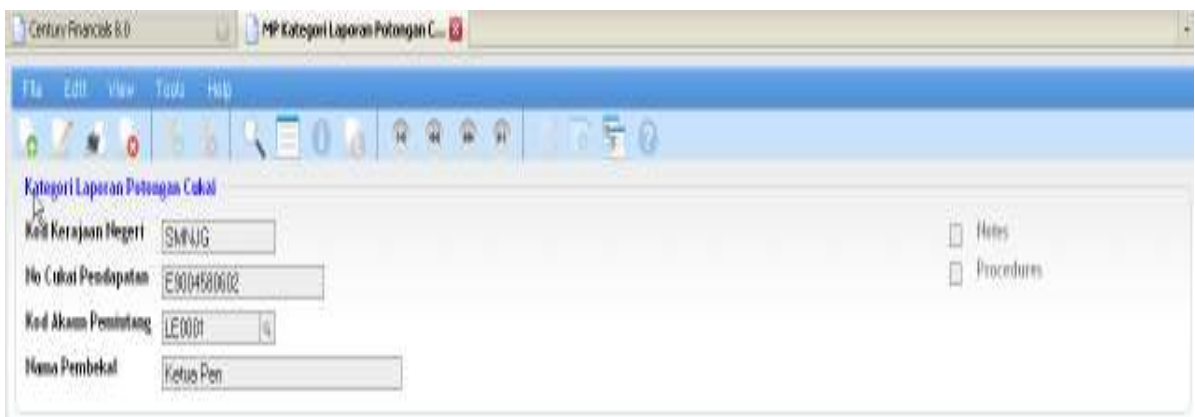 Century Financials 8.0
MP Kategori Laporan Potongan C...
File Edit View Tools Help
Kategori Laporan Potongan Cukai
Kod Kerajaan Negeri
SMNJG
Notes
No Cukai Pendapatan
E9004580602
Procedures
Kod Akaun Pemiutang
LE0001
Nama Pembekal
Ketua Pen